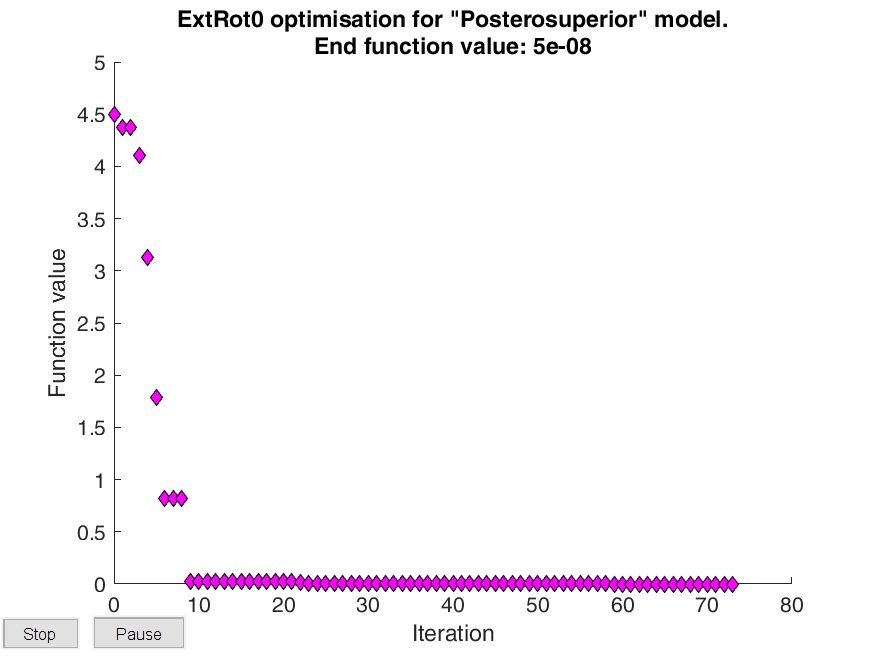 ExtRot0 optimisation for "Posterosuperior" model.
End function value: 5e-08
Function value
5
4.5
4
3.5
3
2.5
2
1.5
1
0.5
0
0 10 20 30 40 50 60 70 80
Iteration
Stop Pause